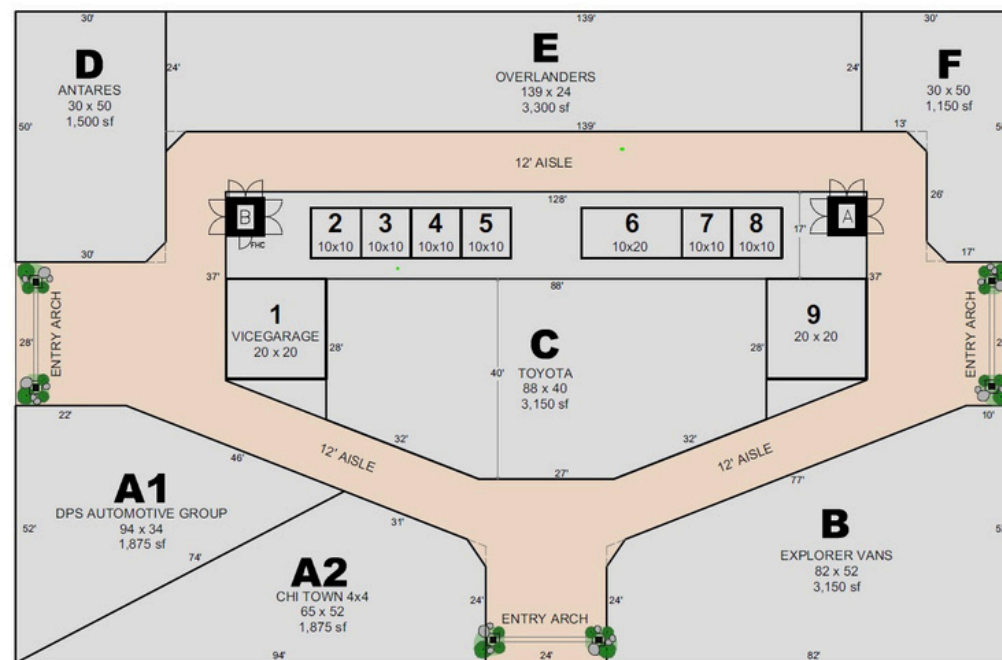 30'
139'
30'
D
ANTARES
30 x 50
1,500 sf
24'
E
OVERLANDERS
139 x 24
3,300 sf
24'
F
30 x 50
1,150 sf
50'
139'
13'
12' AISLE
26'
B
FHC
128'
2
10x10
3
10x10
4
10x10
5
10x10
6
10x20
7
10x10
8
10x10
17'
A
30'
17'
37'
88'
37'
ENTRY ARCH
28'
1
VICEGARAGE
20 x 20
28'
40'
C
TOYOTA
88 x 40
3,150 sf
28'
9
20 x 20
ENTRY ARCH
22'
32'
32'
10'
12' AISLE
27'
12' AISLE
46'
77'
A1
DPS AUTOMOTIVE GROUP
94 x 34
1,875 sf
52'
74'
31'
A2
CHI TOWN 4x4
65 x 52
1,875 sf
B
EXPLORER VANS
82 x 52
3,150 sf
24'
24'
ENTRY ARCH
94'
24'
82'